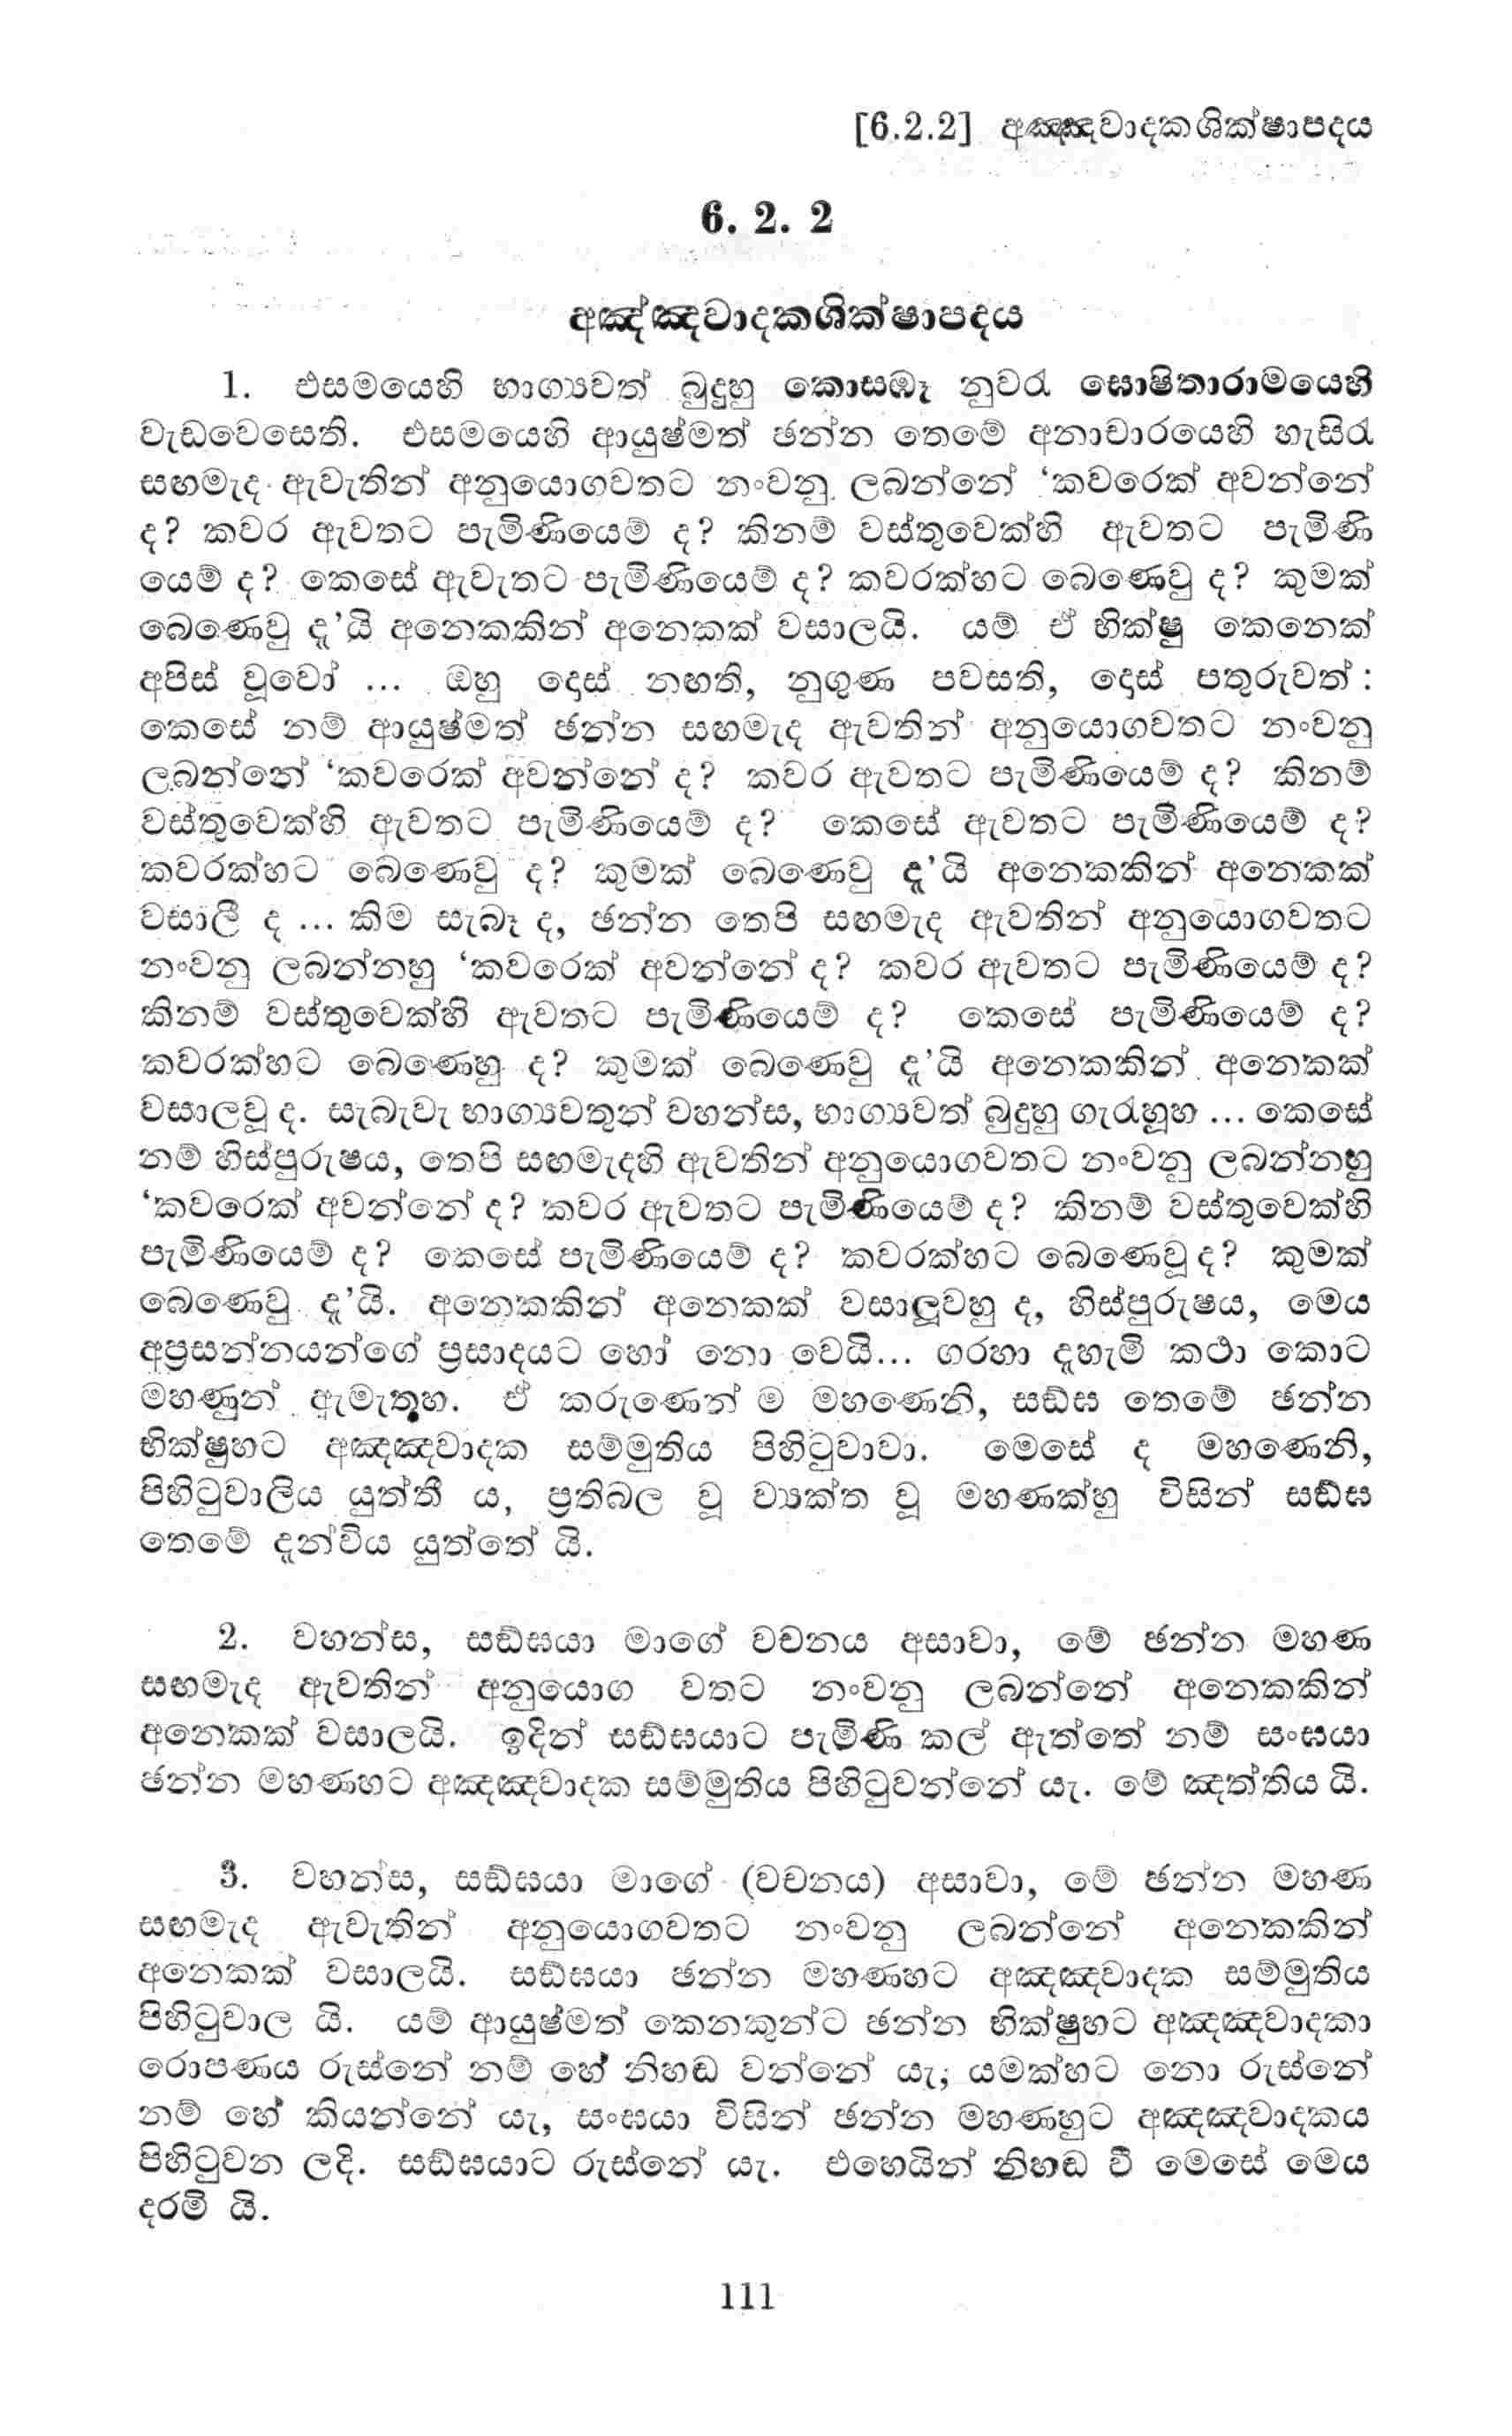 [6.2.2] අඤ්ඤවාදකශික්ෂාපදය
6. 2. 2
අඤ්ඤවාදකශික්ෂාපදය
1. එසමයෙහි භාග්‍යවත් බුදුහු කොසඹෑ නුවර ඝොෂිතාරාමයෙහි
වැඩවෙසෙති. එසමයෙහි ආයුෂ්මත් ඡන්න තෙමේ අනාචාරයෙහි හැසිර
සඟමැද ඇවැතින් අනුයොගවතට නංවනු ලබන්නේ ‘කවරෙක් අවන්නේ
ද? කවර ඇවතට පැමිණියෙම් ද? කිනම් වස්තුවෙක්හි ඇවතට පැමිණි
යෙම් ද? කෙසේ ඇවැතට පැමිණියෙම් ද? කවරක්හට බෙණෙවු ද? කුමක්
බෙණෙවු දැ’යි අනෙකකින් අනෙකක් වසාලයි. යම් ඒ භික්ෂු කෙනෙක්
අපිස් වූවෝ ... ඔහු දොස් නඟති, නුගුණ පවසති, දොස් පතුරුවත් :
කෙසේ නම් ආයුෂ්මත් ඡන්න සඟමැද ඇවතින් අනුයොගවතට නංවනු
ලබන්නේ ‘කවරෙක් අවන්නේ ද? කවර ඇවතට පැමිණියෙම් ද? කිනම්
වස්තුවෙක්හි ඇවතට පැමිණියෙම් ද? කෙසේ ඇවතට පැමිණියෙම් ද?
කවරක්හට බෙණෙවු ද? කුමක් බෙණෙවු දැ’යි අනෙකකින් අනෙකක්
වසාලී ද ... කිම සැබෑ ද, ඡන්න තෙපි සඟමැද ඇවතින් අනුයොගවතට
නංවනු ලබන්නහු ‘කවරෙක් අවන්නේ ද? කවර ඇවතට පැමිණියෙම් ද?
කිනම් වස්තුවෙක්හි ඇවතට පැමිණියෙම් ද? කෙසේ පැමිණියෙම් ද?
කවරක්හට බෙණෙහු ද? කුමක් බෙණෙවු දැ’යි අනෙකකින් අනෙකක්
වසාලවූ ද. සැබැවැ භාග්‍යවතුන් වහන්ස, භාග්‍යවත් බුදුහු ගැරහූහ ... කෙසේ
නම් හිස්පුරුෂය, තෙපි සඟමැදහි ඇවතින් අනුයොගවතට නංවනු ලබන්නහු
‘කවරෙක් අවන්නේ ද? කවර ඇවතට පැමිණියෙම් ද? කිනම් වස්තුවෙක්හි
පැමිණියෙම් ද? කෙසේ පැමිණියෙම් ද? කවරක්හට බෙණෙවූ ද? කුමක්
බෙණෙවු දැ’යි. අනෙකකින් අනෙකක් වසාලූවහු ද, හිස්පුරුෂය, මෙය
අප්‍රසන්නයන්ගේ ප්‍රසාදයට හෝ නො වෙයි... ගරහා දැහැමි කථා කොට
මහණුන් ඇමැතූහ. ඒ කරුණෙන් ම මහණෙනි, සඞ්ඝ තෙමේ ඡන්න
භික්ෂුහට අඤ්ඤවාදක සම්මුතිය පිහිටුවාවා. මෙසේ ද මහණෙනි,
පිහිටුවාලිය යුත්තී ය, ප්‍රතිබල වූ ව්‍යක්ත වූ මහණක්හු විසින් සඞ්ඝ
තෙමේ දැන්විය යුත්තේ යි.
2. වහන්ස, සඞ්ඝයා මාගේ වචනය අසාවා, මේ ඡන්න මහණ
සඟමැද ඇවතින් අනුයොග වතට නංවනු ලබන්නේ අනෙකකින්
අනෙකක් වසාලයි. ඉදින් සඞ්ඝයාට පැමිණි කල් ඇත්තේ නම් සංඝයා
ඡන්න මහණහට අඤ්ඤවාදක සම්මුතිය පිහිටුවන්නේ යැ. මේ ඤත්තිය යි.
3. වහන්ස, සඞ්ඝයා මාගේ (වචනය) අසාවා, මේ ඡන්න මහණ
සඟමැද ඇවැතින් අනුයොගවතට නංවනු ලබන්නේ අනෙකකින්
අනෙකක් වසාලයි. සඞ්ඝයා ඡන්න මහණහට අඤ්ඤවාදක සම්මුතිය
පිහිටුවාල යි. යම් ආයුෂ්මත් කෙනකුන්ට ඡන්න භික්ෂුහට අඤ්ඤවාදකා
රොපණය රුස්නේ නම් හේ නිහඬ වන්නේ යැ; යමක්හට නො රුස්නේ
නම් හේ කියන්නේ යැ, සංඝයා විසින් ඡන්න මහණහුට අඤ්ඤවාදකය
පිහිටුවන ලදි. සඞ්ඝයාට රුස්නේ යැ. එහෙයින් නිහඬ වී මෙසේ මෙය
දරමි යි.
111